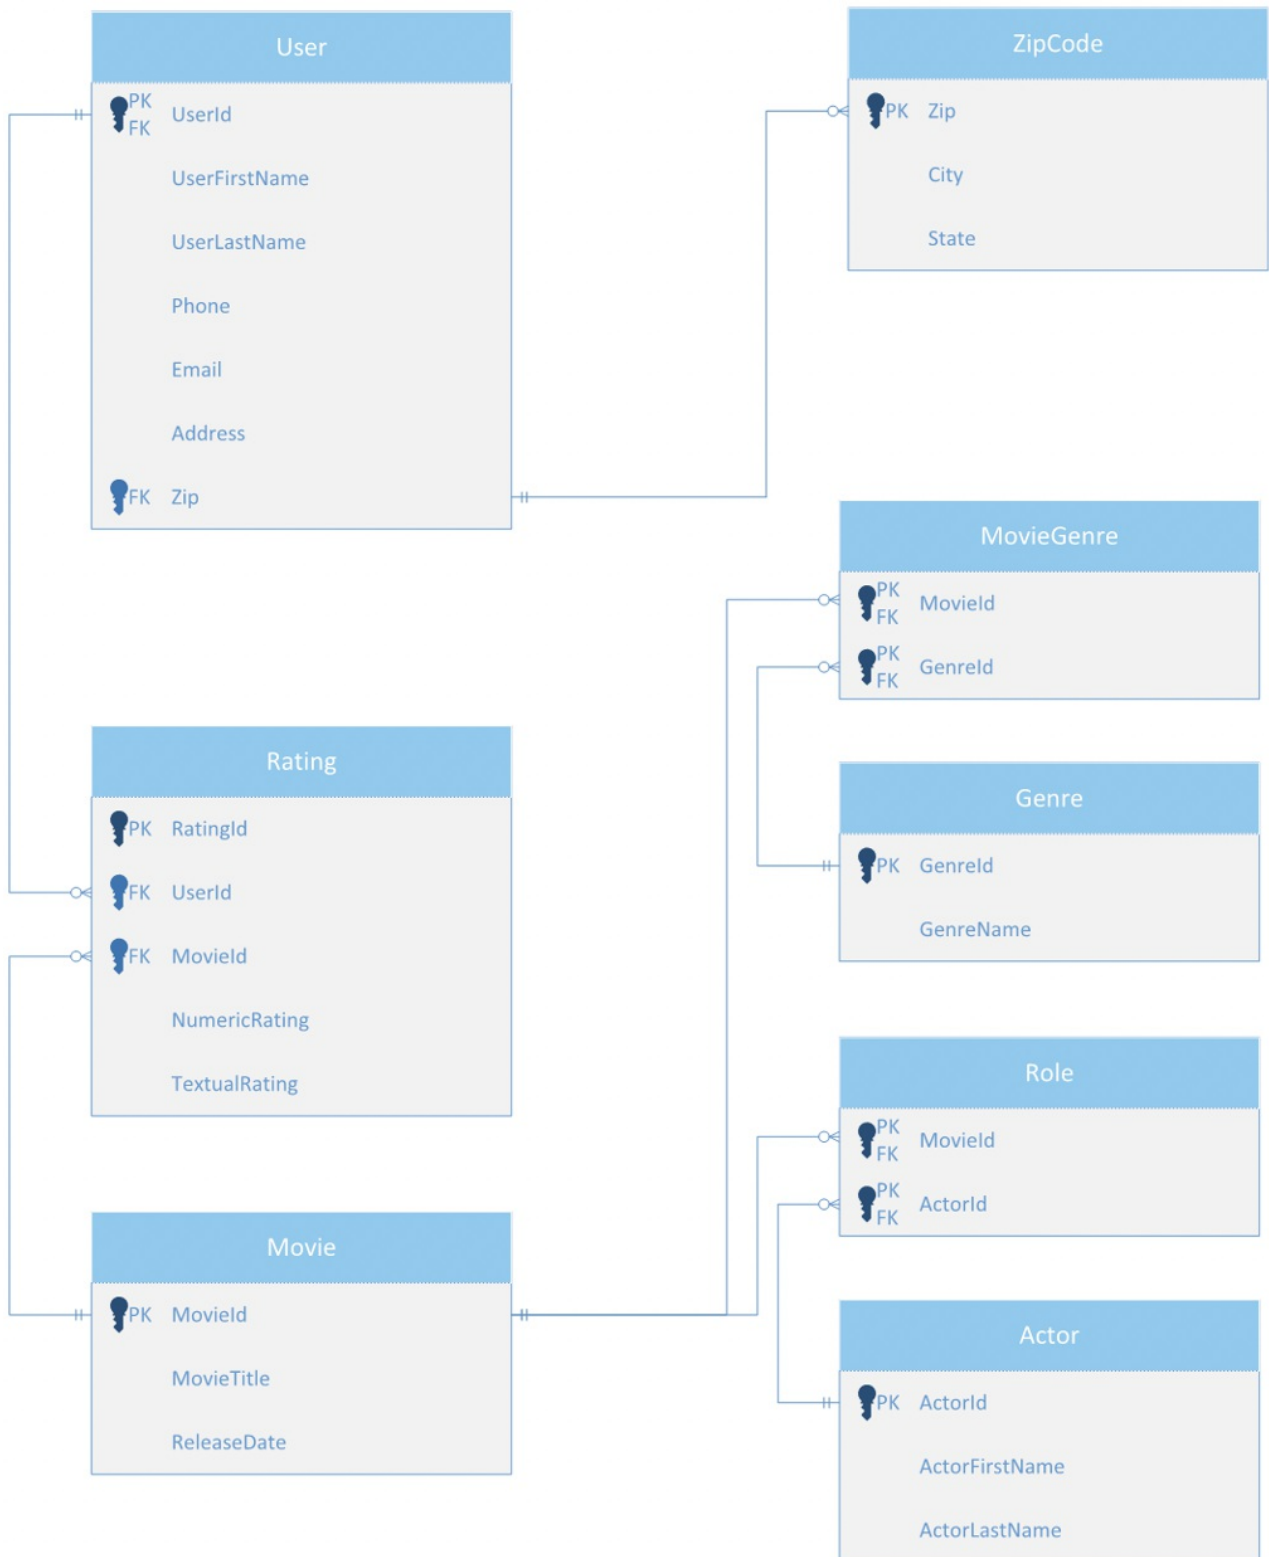 User
PK
FK
UserId
UserFirstName
UserLastName
Phone
Email
Address
FK Zip
ZipCode
PK Zip
City
State
MovieGenre
PK
FK
MovieId
PK
FK
GenreId
Rating
PK RatingId
FK UserId
FK MovieId
NumericRating
TextualRating
Genre
PK GenreId
GenreName
Role
PK
FK
MovieId
PK
FK
ActorId
Movie
PK MovieId
MovieTitle
ReleaseDate
Actor
PK ActorId
ActorFirstName
ActorLastName